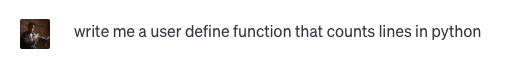 write me a user define function that counts lines in python